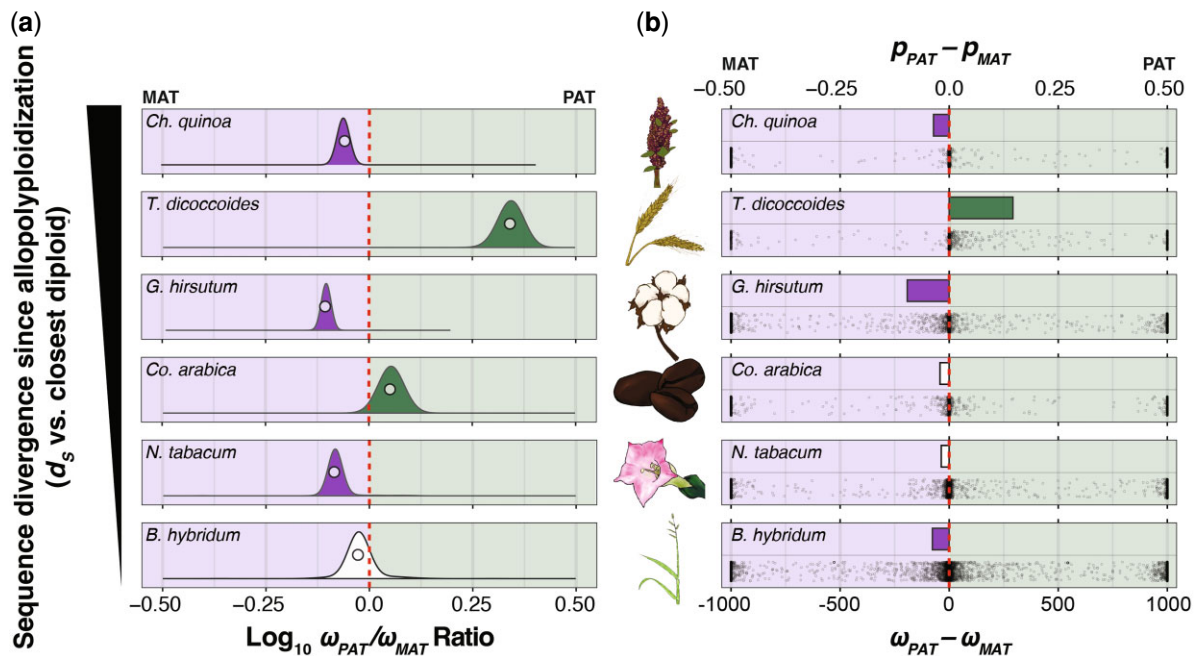 (a)
Sequence divergence since allopolyploidization
(dS vs. closest diploid)
MAT PAT
Ch. quinoa
T. dicoccoides
G. hirsutum
Co. arabica
N. tabacum
B. hybridum
−0.50 −0.25 0.0 0.25 0.50
Log10 ωPAT/ωMAT Ratio
(b)
pPAT − pMAT
MAT PAT
−0.50 −0.25 0.0 0.25 0.50
Ch. quinoa
T. dicoccoides
G. hirsutum
Co. arabica
N. tabacum
B. hybridum
-1000 -500 0 500 1000
ωPAT − ωMAT